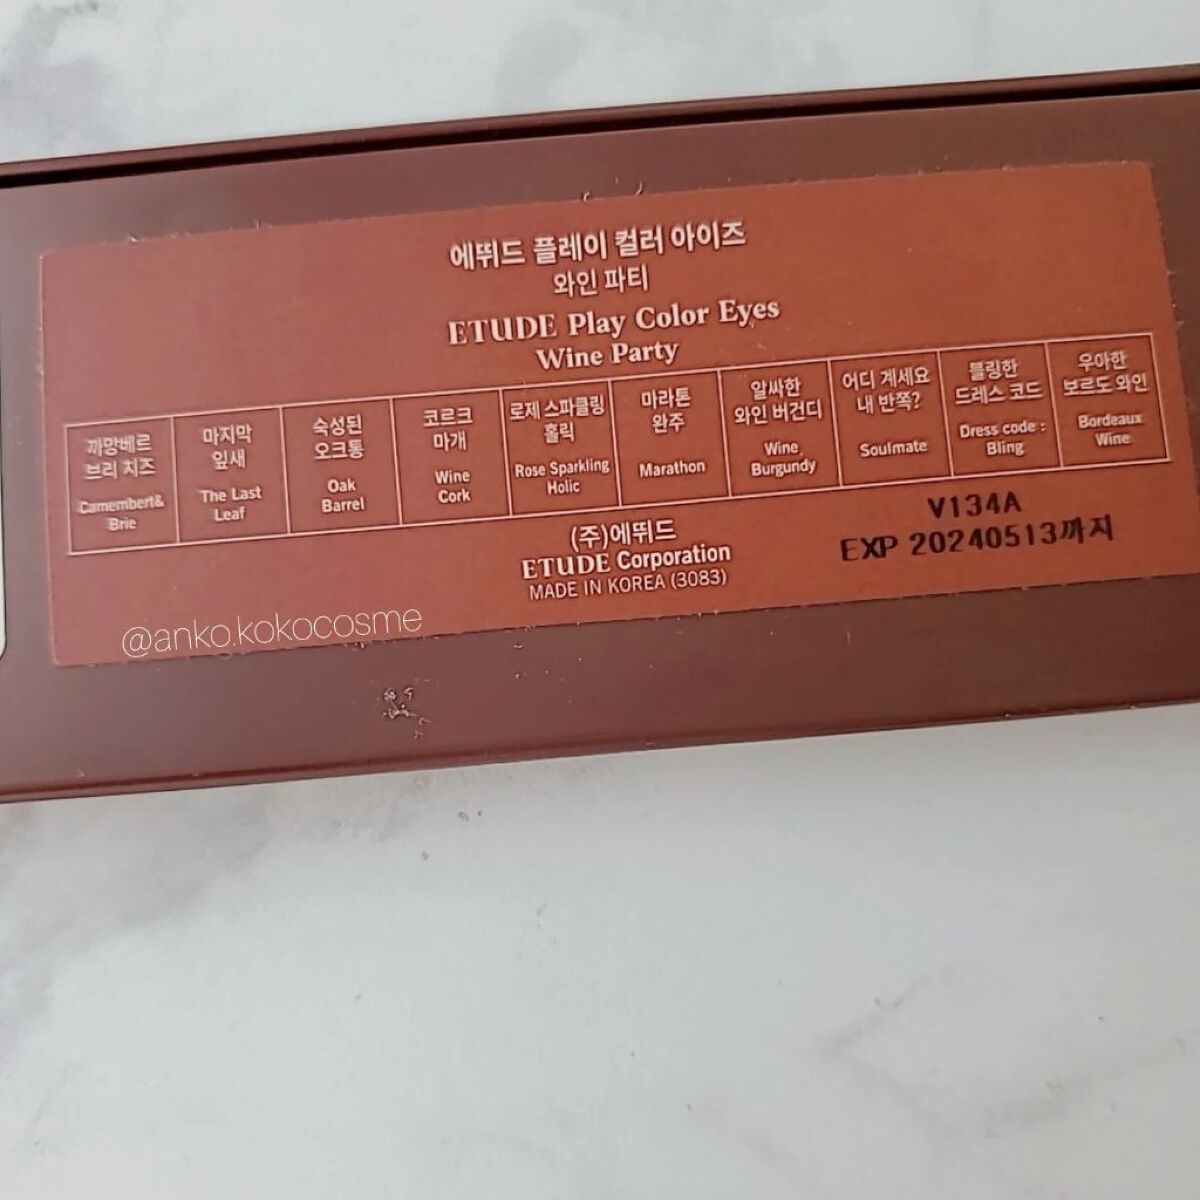 에뛰드 플레이 컬러 아이즈
와인 파티
ETUDE Play Color Eyes
Wine Party
까망베르
브리 치즈
Camembert&
Brie
마지막
잎새
The Last
Leaf
숙성된
오크통
Oak
Barrel
코르크
마개
Wine
Cork
로제 스파클링
홀릭
Rose Sparkling
Holic
마라톤
완주
Marathon
알싸한
와인 버건디
Wine
Burgundy
어디 계세요
내 반쪽?
Soulmate
블링한
드레스 코드
Dress code :
Bling
우아한
보르도 와인
Bordeaux
Wine
(주)에뛰드
ETUDE Corporation
MADE IN KOREA (3083)
V134A
EXP 20240513까지
@anko.kokocosme